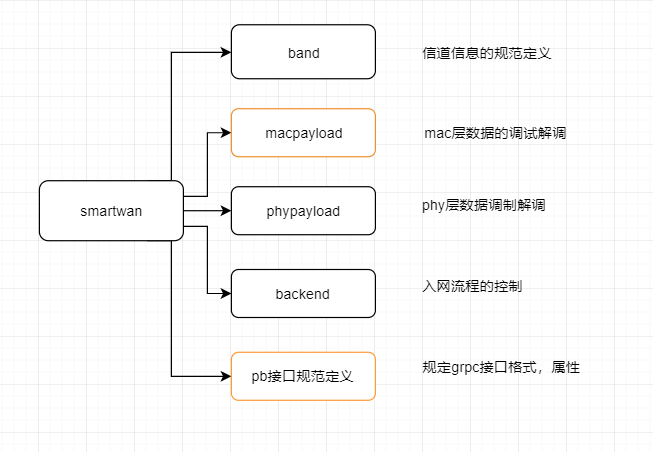 band
信道信息的规范定义
macpayload
mac层数据的调试解调
smartwan
phypayload
phy层数据调制解调
backend
入网流程的控制
pb接口规范定义
规定grpc接口格式，属性